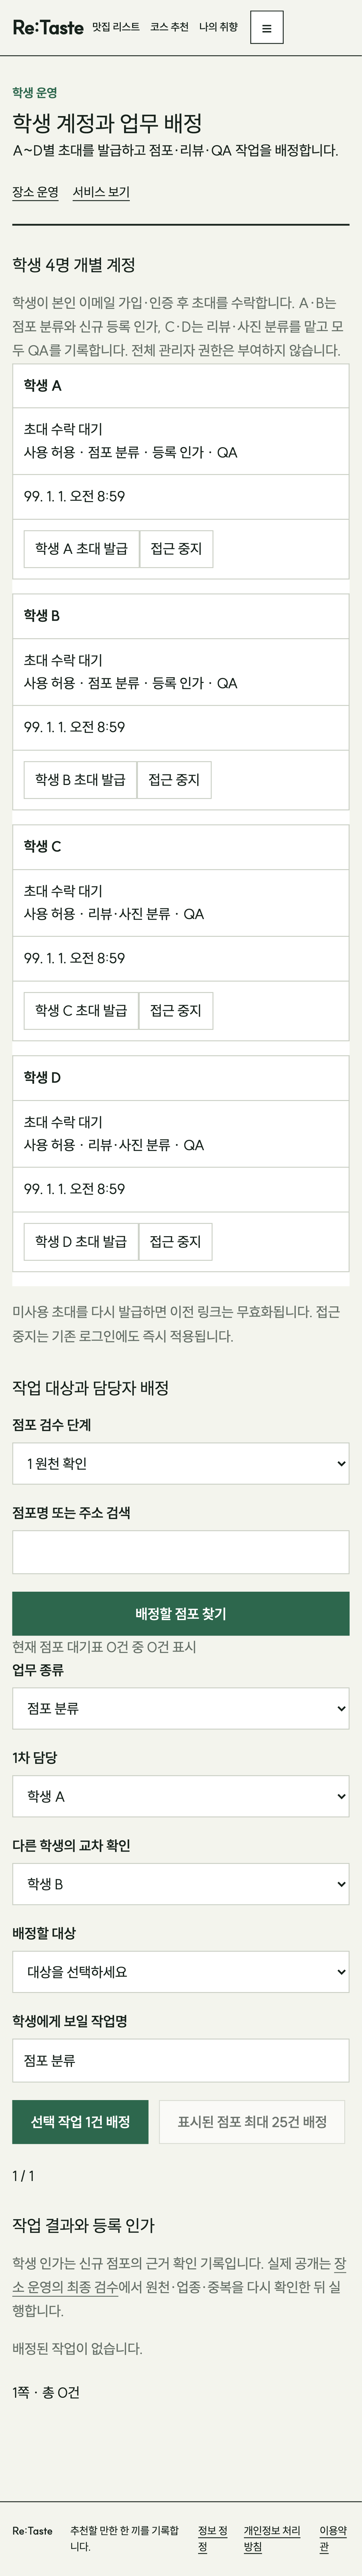 Re:Taste 맛집 리스트 코스 추천 나의 취향 ≡
학생 운영
학생 계정과 업무 배정
A~D별 초대를 발급하고 점포·리뷰·QA 작업을 배정합니다.
장소 운영 서비스 보기
학생 4명 개별 계정
학생이 본인 이메일 가입·인증 후 초대를 수락합니다. A·B는
점포 분류와 신규 등록 인가, C·D는 리뷰·사진 분류를 맡고 모
두 QA를 기록합니다. 전체 관리자 권한은 부여하지 않습니다.
학생 A
초대 수락 대기
사용 허용 · 점포 분류 · 등록 인가 · QA
99. 1. 1. 오전 8:59
학생 A 초대 발급 접근 중지
학생 B
초대 수락 대기
사용 허용 · 점포 분류 · 등록 인가 · QA
99. 1. 1. 오전 8:59
학생 B 초대 발급 접근 중지
학생 C
초대 수락 대기
사용 허용 · 리뷰·사진 분류 · QA
99. 1. 1. 오전 8:59
학생 C 초대 발급 접근 중지
학생 D
초대 수락 대기
사용 허용 · 리뷰·사진 분류 · QA
99. 1. 1. 오전 8:59
학생 D 초대 발급 접근 중지
미사용 초대를 다시 발급하면 이전 링크는 무효화됩니다. 접근
중지는 기존 로그인에도 즉시 적용됩니다.
작업 대상과 담당자 배정
점포 검수 단계
1 원천 확인
점포명 또는 주소 검색
배정할 점포 찾기
현재 점포 대기표 0건 중 0건 표시
업무 종류
점포 분류
1차 담당
학생 A
다른 학생의 교차 확인
학생 B
배정할 대상
대상을 선택하세요
학생에게 보일 작업명
점포 분류
선택 작업 1건 배정 표시된 점포 최대 25건 배정
1 / 1
작업 결과와 등록 인가
학생 인가는 신규 점포의 근거 확인 기록입니다. 실제 공개는 장
소 운영의 최종 검수에서 원천·업종·중복을 다시 확인한 뒤 실
행합니다.
배정된 작업이 없습니다.
1쪽 · 총 0건
Re:Taste 추천할 만한 한 끼를 기록합 정보 정 개인정보 처리 이용약
니다. 정 방침 관